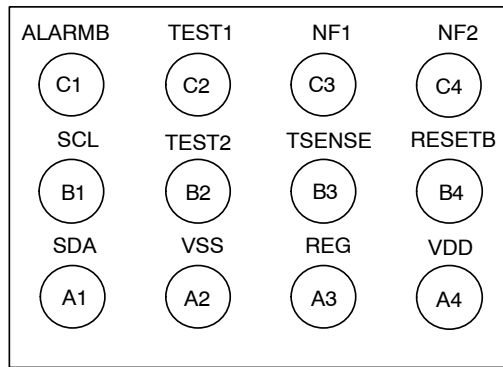 ALARMB TEST1 NF1 NF2
C1 C2 C3 C4
SCL TEST2 TSENSE RESETB
B1 B2 B3 B4
SDA VSS REG VDD
A1 A2 A3 A4